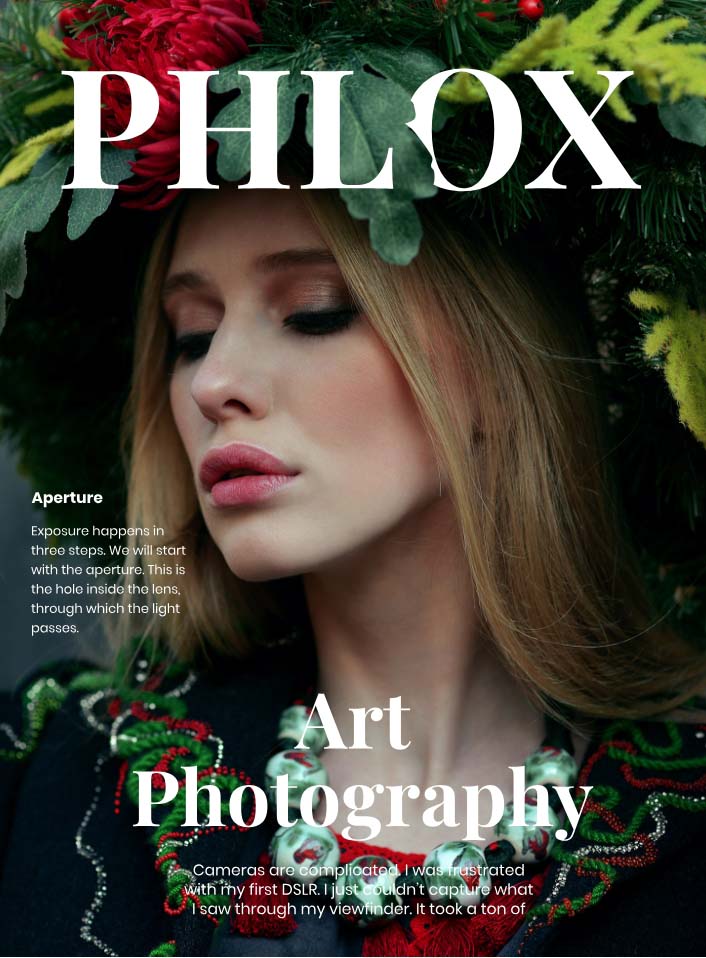 PHLOX
Aperture
Exposure happens in
three steps. We will start
with the aperture. This is
the hole inside the lens,
through which the light
passes.
Art
Photography
Cameras are complicated. I was frustrated
with my first DSLR. I just couldn't capture what
I saw through my viewfinder. It took a ton of